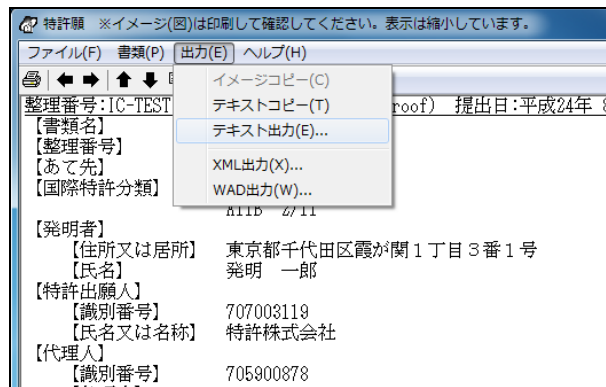 特許願 ※イメージ(図)は印刷して確認してください。表示は縮小しています。
ファイル(F) 書類(P) 出力(E) ヘルプ(H)
イメージコピー(C)
テキストコピー(T)
テキスト出力(E)...
XML出力(X)...
WAD出力(W)...
整理番号:IC-TEST roof) 提出日:平成24年
【書類名】
【整理番号】
【あて先】
【国際特許分類】
A11B 2/11
【発明者】
【住所又は居所】 東京都千代田区霞が関1丁目3番1号
【氏名】 発明 一郎
【特許出願人】
【識別番号】 707003119
【氏名又は名称】 特許株式会社
【代理人】
【識別番号】 705900878